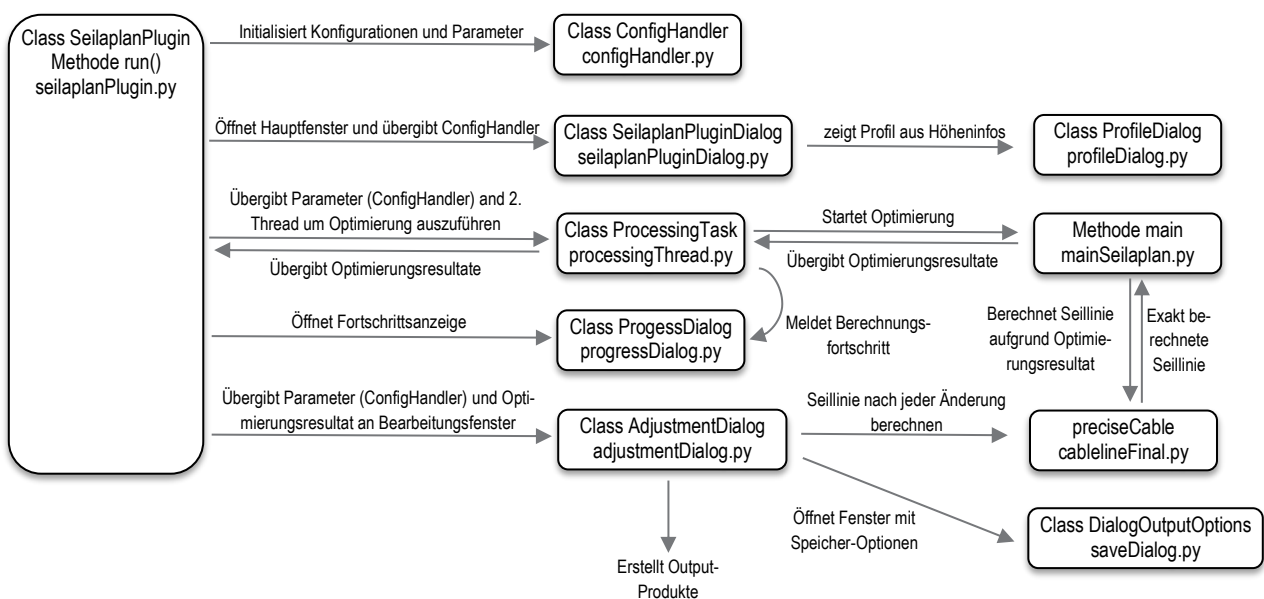 Class SeilaplanPlugin
Methode run()
seilaplanPlugin.py
Initialisiert Konfigurationen und Parameter
Class ConfigHandler
configHandler.py
Öffnet Hauptfenster und übergibt ConfigHandler
Class SeilaplanPluginDialog
seilaplanPluginDialog.py
zeigt Profil aus Höheninfos
Class ProfileDialog
profileDialog.py
Übergibt Parameter (ConfigHandler) and 2.
Thread um Optimierung auszuführen
Übergibt Optimierungsresultate
Class ProcessingTask
processingThread.py
Startet Optimierung
Übergibt Optimierungsresultate
Methode main
mainSeilaplan.py
Öffnet Fortschrittsanzeige
Class ProgessDialog
progressDialog.py
Meldet Berechnungs-
fortschritt
Berechnet Seillinie
aufgrund Optimie-
rungsresultat
Exakt be-
rechnete
Seillinie
Übergibt Parameter (ConfigHandler) und Opti-
mierungsresultat an Bearbeitungsfenster
Class AdjustmentDialog
adjustmentDialog.py
Seillinie nach jeder Änderung
berechnen
preciseCable
cablelineFinal.py
Öffnet Fenster mit
Speicher-Optionen
Class DialogOutputOptions
saveDialog.py
Erstellt Output-
Produkte